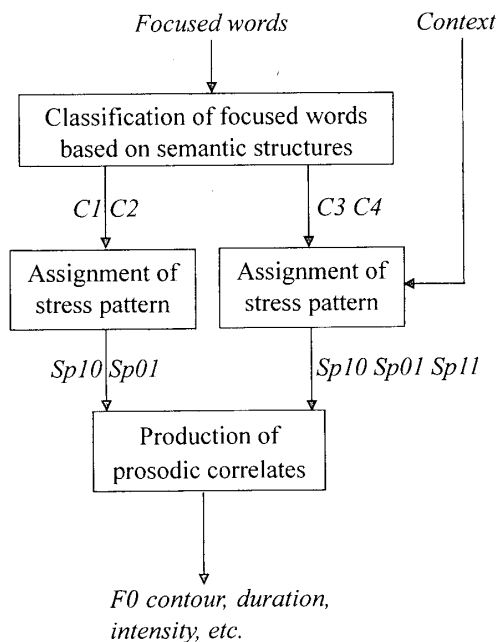 Focused words
Context
Classification of focused words
based on semantic structures
C1 C2
C3 C4
Assignment of
stress pattern
Assignment of
stress pattern
Sp10 Sp01
Sp10 Sp01 Sp11
Production of
prosodic correlates
F0 contour, duration,
intensity, etc.